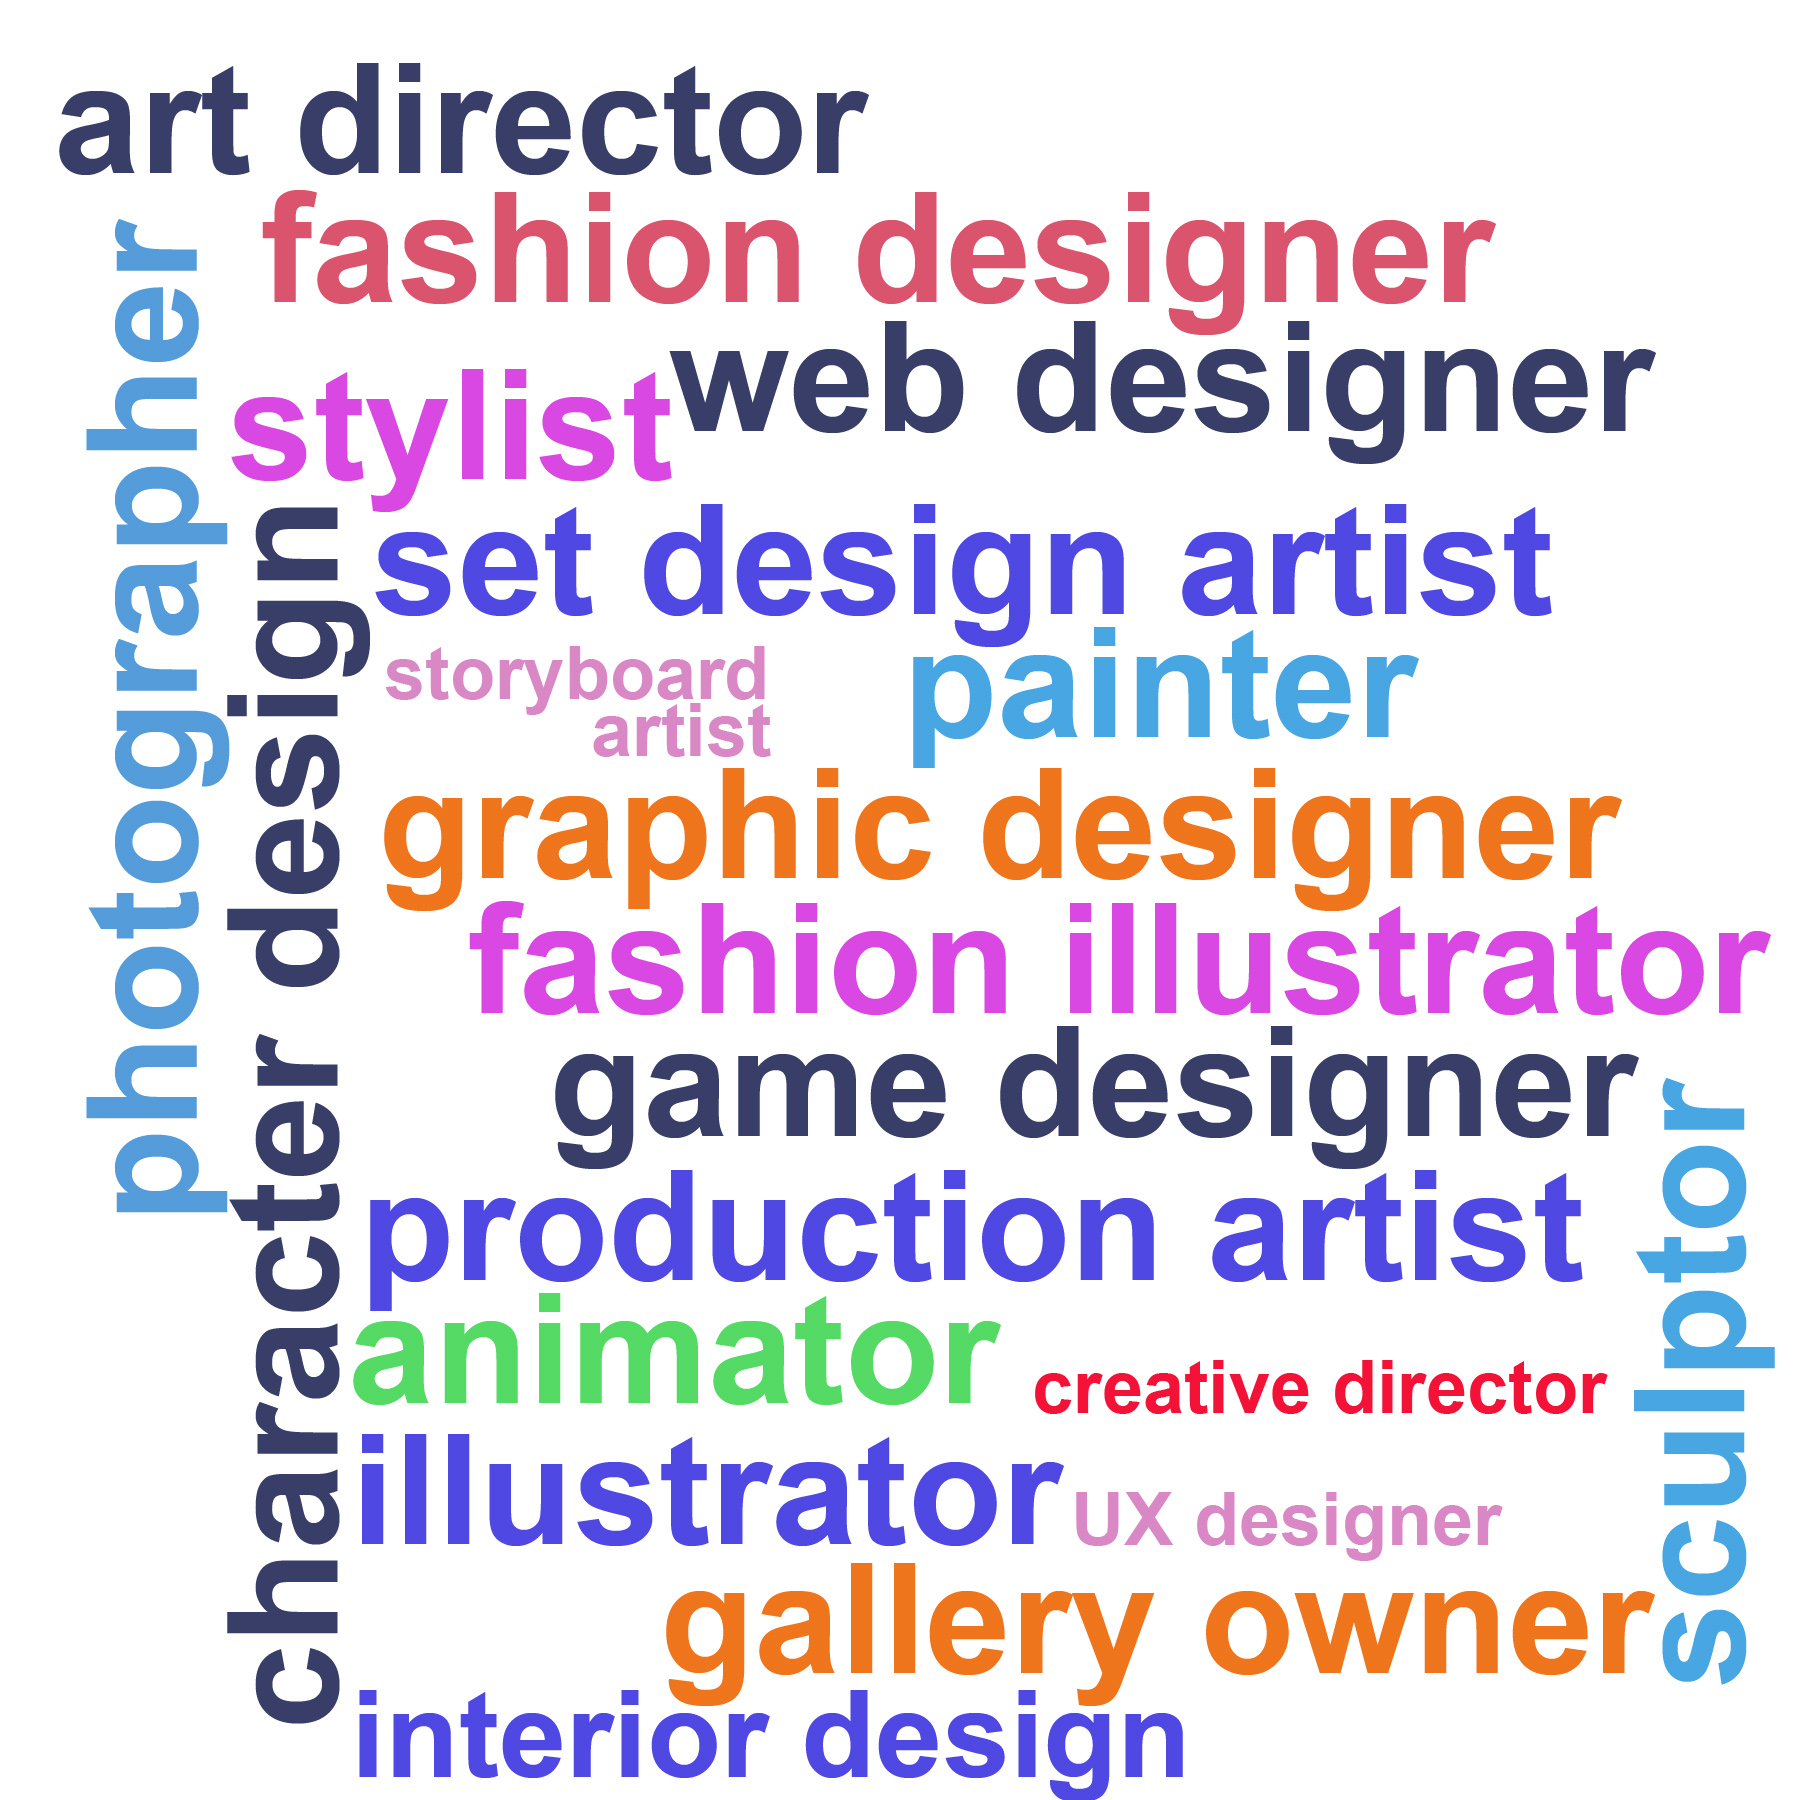 art director
fashion designer
photographer
web designer
stylist
character design
set design artist
storyboard
artist
painter
graphic designer
fashion illustrator
game designer
sculptor
production artist
animator
creative director
illustrator
UX designer
gallery owner
interior design